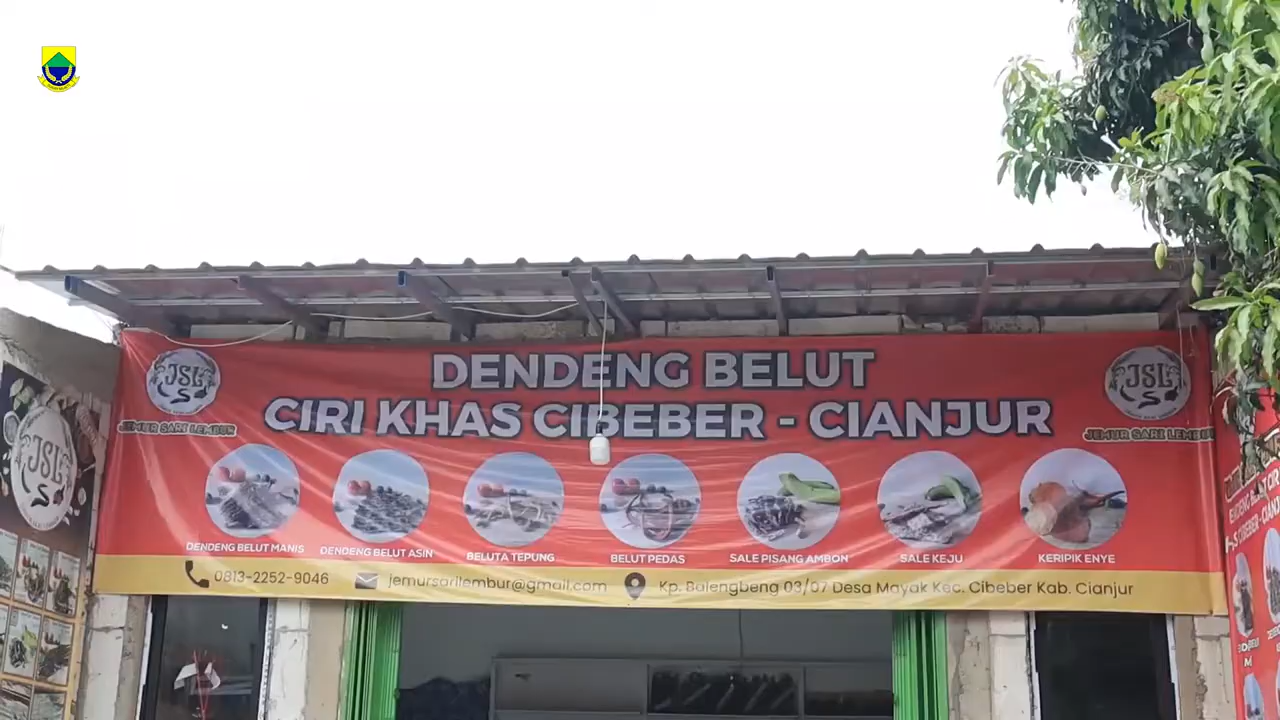 DENDENG BELUT
CIRI KHAS CIBEBER - CIANJUR
JSL
JEMUR SARI LEMBUR
JSL
JEMUR SARI LEMBUR
JSL
DENDENG BELUT MANIS
DENDENG BELUT ASIN
BELUTA TEPUNG
BELUT PEDAS
SALE PISANG AMBON
SALE KEJU
KERIPIK ENYE
0813-2252-9046
jemursarilembur@gmail.com
Kp. Balengbeng 03/07 Desa Mayak Kec. Cibeber Kab. Cianjur